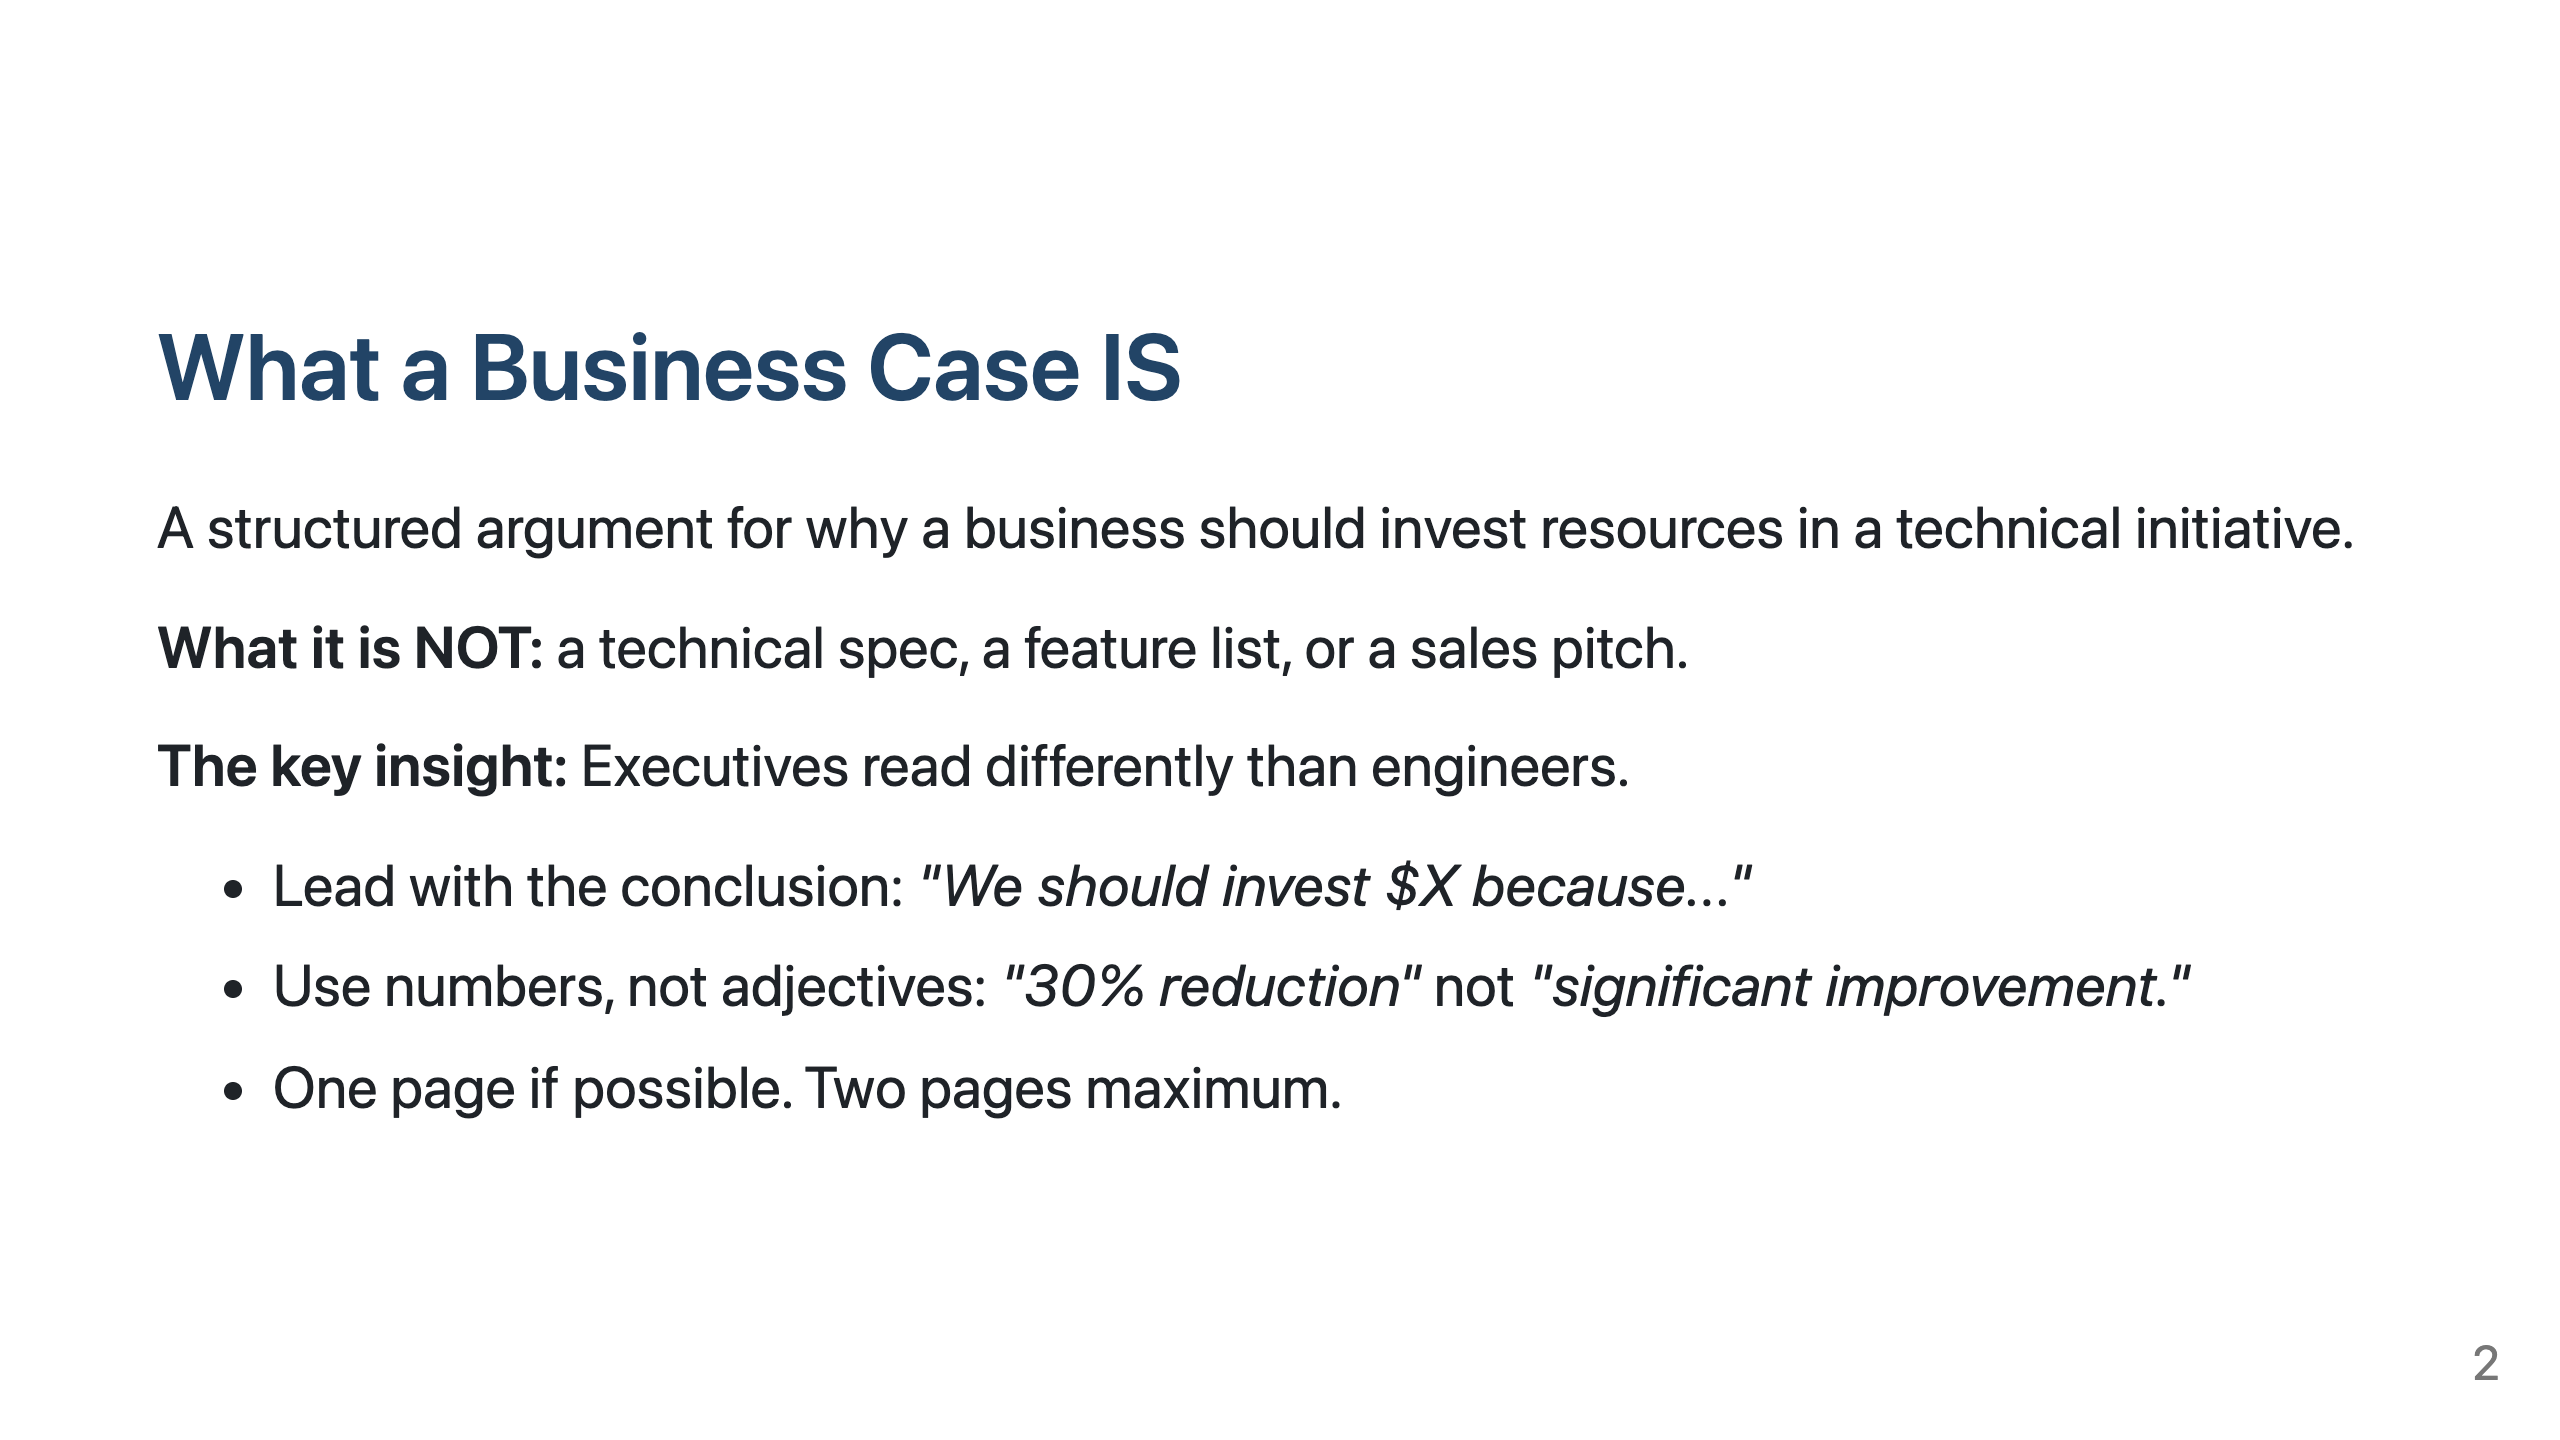 What a Business Case IS
A structured argument for why a business should invest resources in a technical initiative.
What it is NOT: a technical spec, a feature list, or a sales pitch.
The key insight: Executives read differently than engineers.
• Lead with the conclusion: "We should invest $X because..."
• Use numbers, not adjectives: "30% reduction" not "significant improvement."
• One page if possible. Two pages maximum.
2